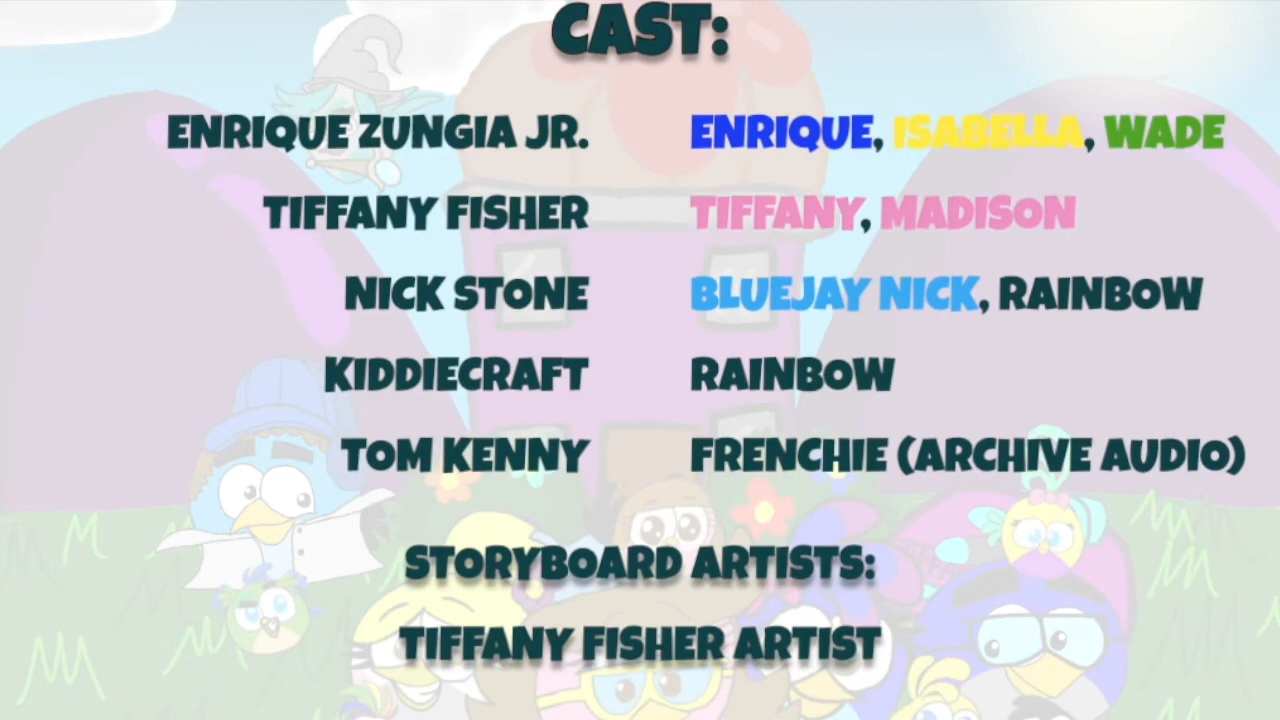 CAST:
ENRIQUE ZUNGIA JR. ENRIQUE, ISABELLA, WADE
TIFFANY FISHER TIFFANY, MADISON
NICK STONE BLUEJAY NICK, RAINBOW
KIDDIECRAFT RAINBOW
TOM KENNY FRENCHIE (ARCHIVE AUDIO)
STORYBOARD ARTISTS:
TIFFANY FISHER ARTIST